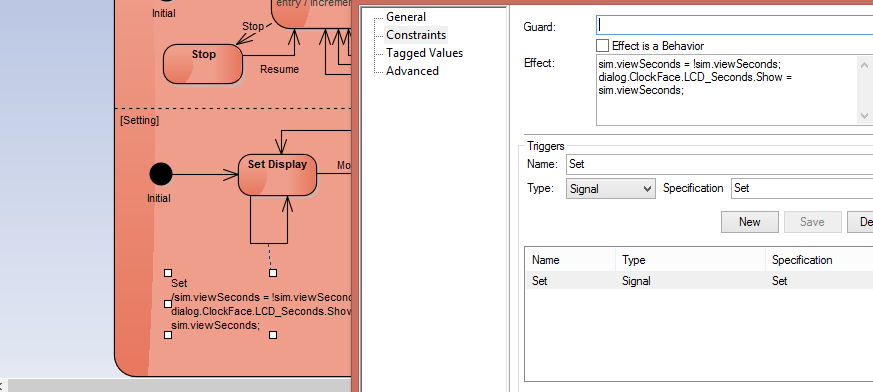 Initial
entry / Increment
Stop
Stop
Resume
[Setting]
Set Display
Initial
Set
/sim.viewSeconds = !sim.viewSecond
dialog.ClockFace.LCD_Seconds.Show
sim.viewSeconds;
General
Constraints
Tagged Values
Advanced
Guard:
Effect is a Behavior
Effect:
sim.viewSeconds = !sim.viewSeconds;
dialog.ClockFace.LCD_Seconds.Show =
sim.viewSeconds;
Triggers
Name: Set
Type: Signal Specification Set
New Save De
Name Type Specification
Set Signal Set